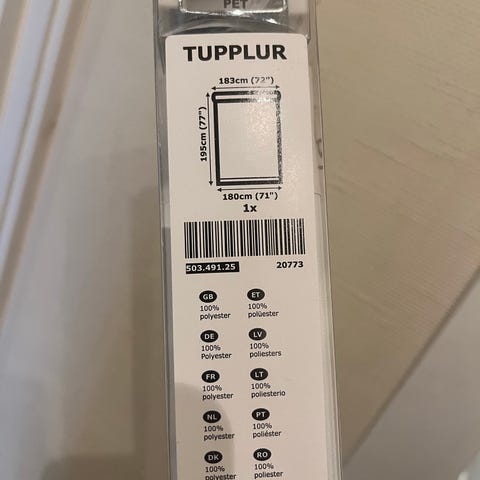 PET
TUPPLUR
183cm (72")
195cm (77")
180cm (71")
1x
503.491.25 20773
GB ET
100% 100%
polyester polüester
DE LV
100% 100%
Polyester poliesters
FR LT
100% 100%
polyester poliesterio
NL PT
100% 100%
polyester poliéster
DK RO
100% 100%
polyester poliester